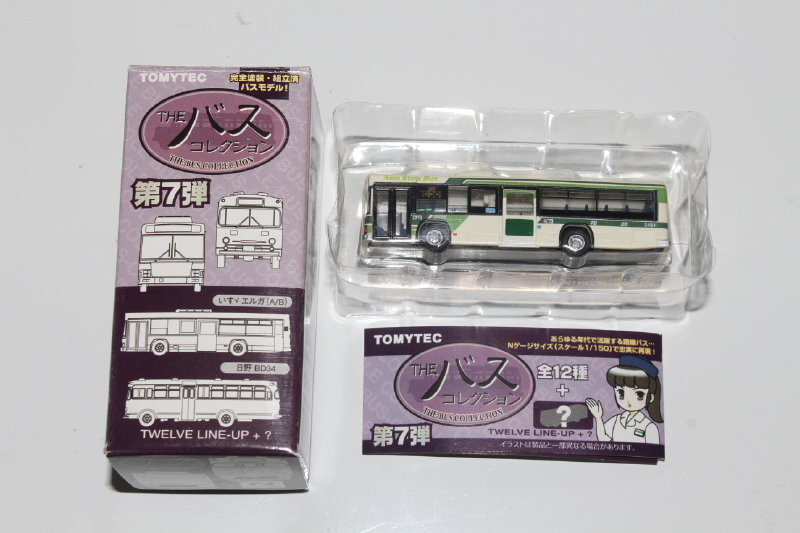 TOMYTEC
完全塗装・組立済
バスモデル!
THE バス
コレクション
THE BUS COLLECTION
第7弾
いすゞエルガ(A/B)
日野 BD34
TWELVE LINE-UP + ?
Non Step Bus
TOMYTEC
あらゆる年代で活躍する路線バス…
Nゲージサイズ(スケール1/150)で忠実に再現!
THE バス
コレクション
THE BUS COLLECTION
全12種
+
?
第7弾
TWELVE LINE-UP + ?
イラストは製品と一部異なる場合があります。